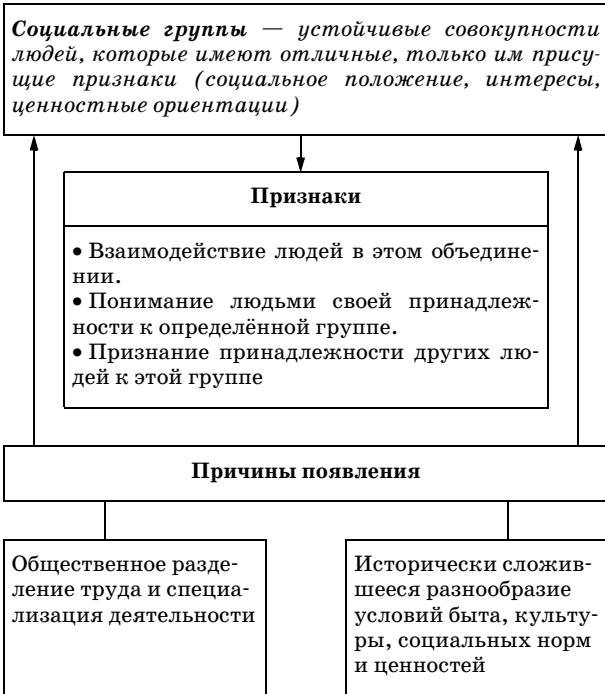 Социальные группы — устойчивые совокупности
людей, которые имеют отличные, только им прису-
щие признаки (социальное положение, интересы,
ценностные ориентации)
Признаки
• Взаимодействие людей в этом объедине-
нии.
• Понимание людьми своей принадлеж-
ности к определённой группе.
• Признание принадлежности других лю-
дей к этой группе
Причины появления
Общественное разде-
ление труда и специ-
ализация деятельности
Исторически сложив-
шееся разнообразие
условий быта, культу-
ры, социальных норм
и ценностей